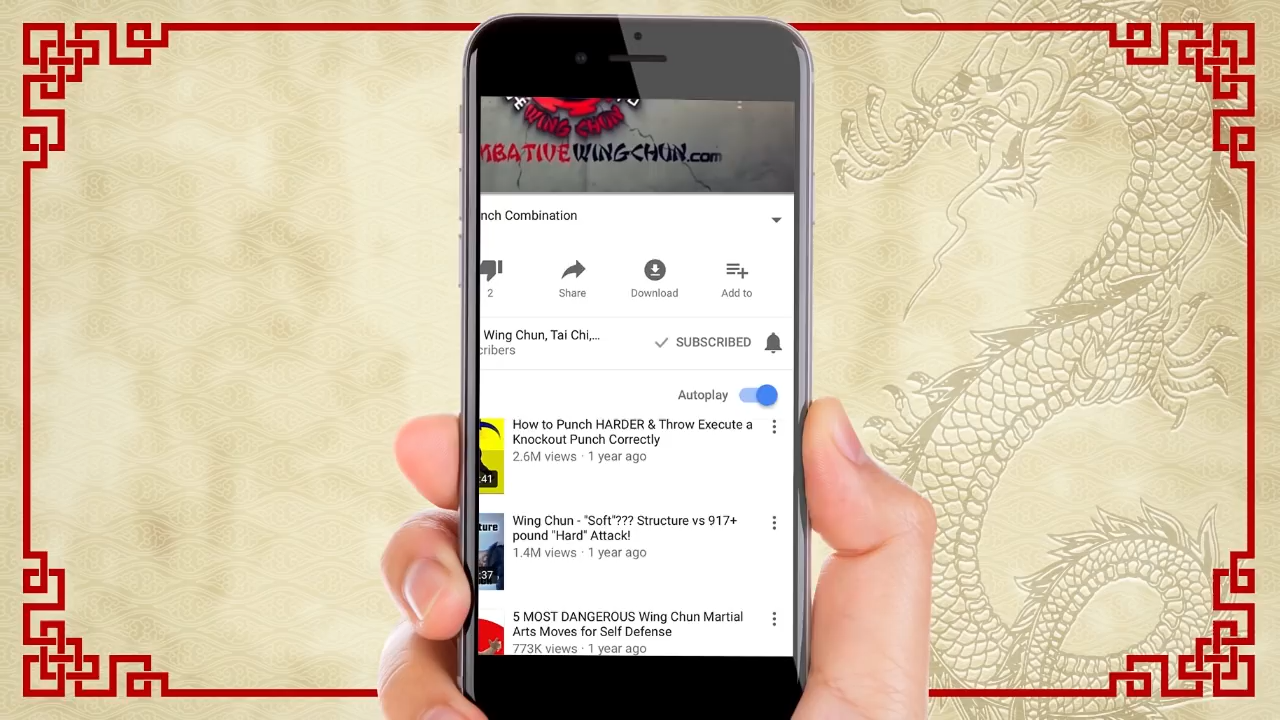 WING CHUN
MBATIVEWINGCHUN.com
nch Combination
2
Share
Download
Add to
Wing Chun, Tai Chi,...
cribers
SUBSCRIBED
Autoplay
How to Punch HARDER & Throw Execute a
Knockout Punch Correctly
2.6M views · 1 year ago
:41
Wing Chun - "Soft"??? Structure vs 917+
pound "Hard" Attack!
1.4M views · 1 year ago
ture
:37
5 MOST DANGEROUS Wing Chun Martial
Arts Moves for Self Defense
773K views · 1 year ago